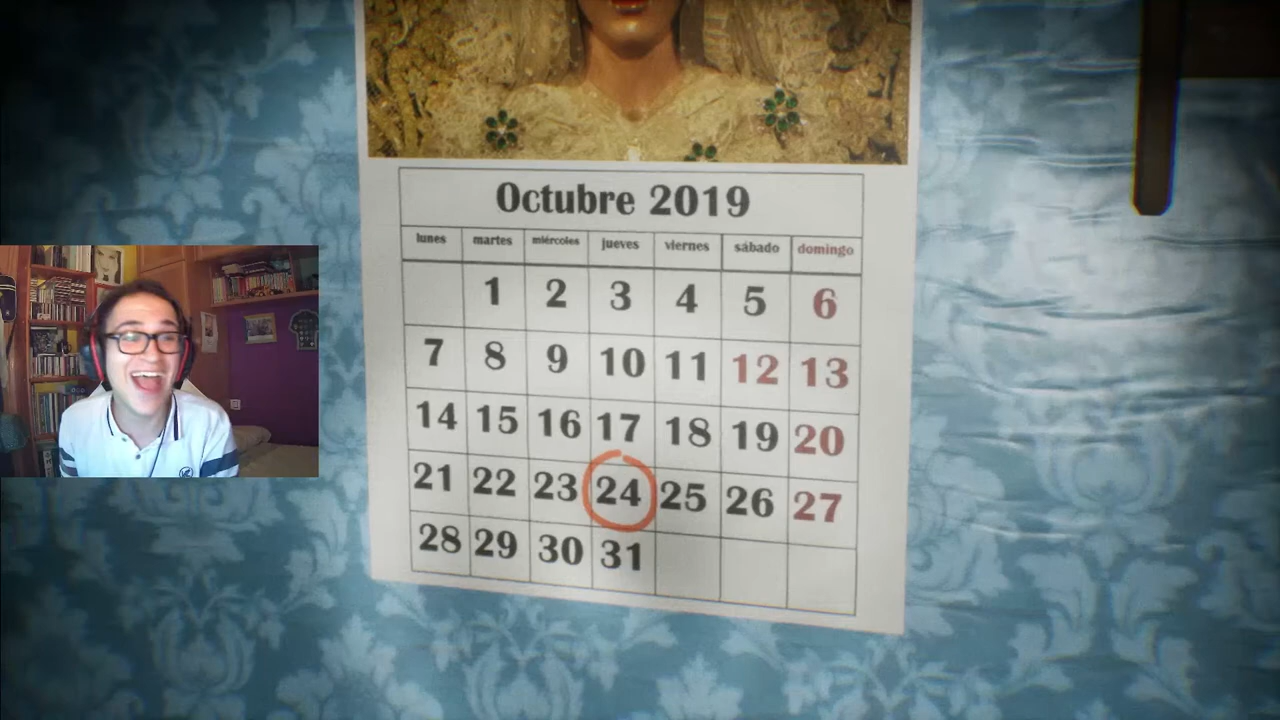 Octubre 2019
lunes martes miércoles jueves viernes sábado domingo
1 2 3 4 5 6
7 8 9 10 11 12 13
14 15 16 17 18 19 20
21 22 23 24 25 26 27
28 29 30 31